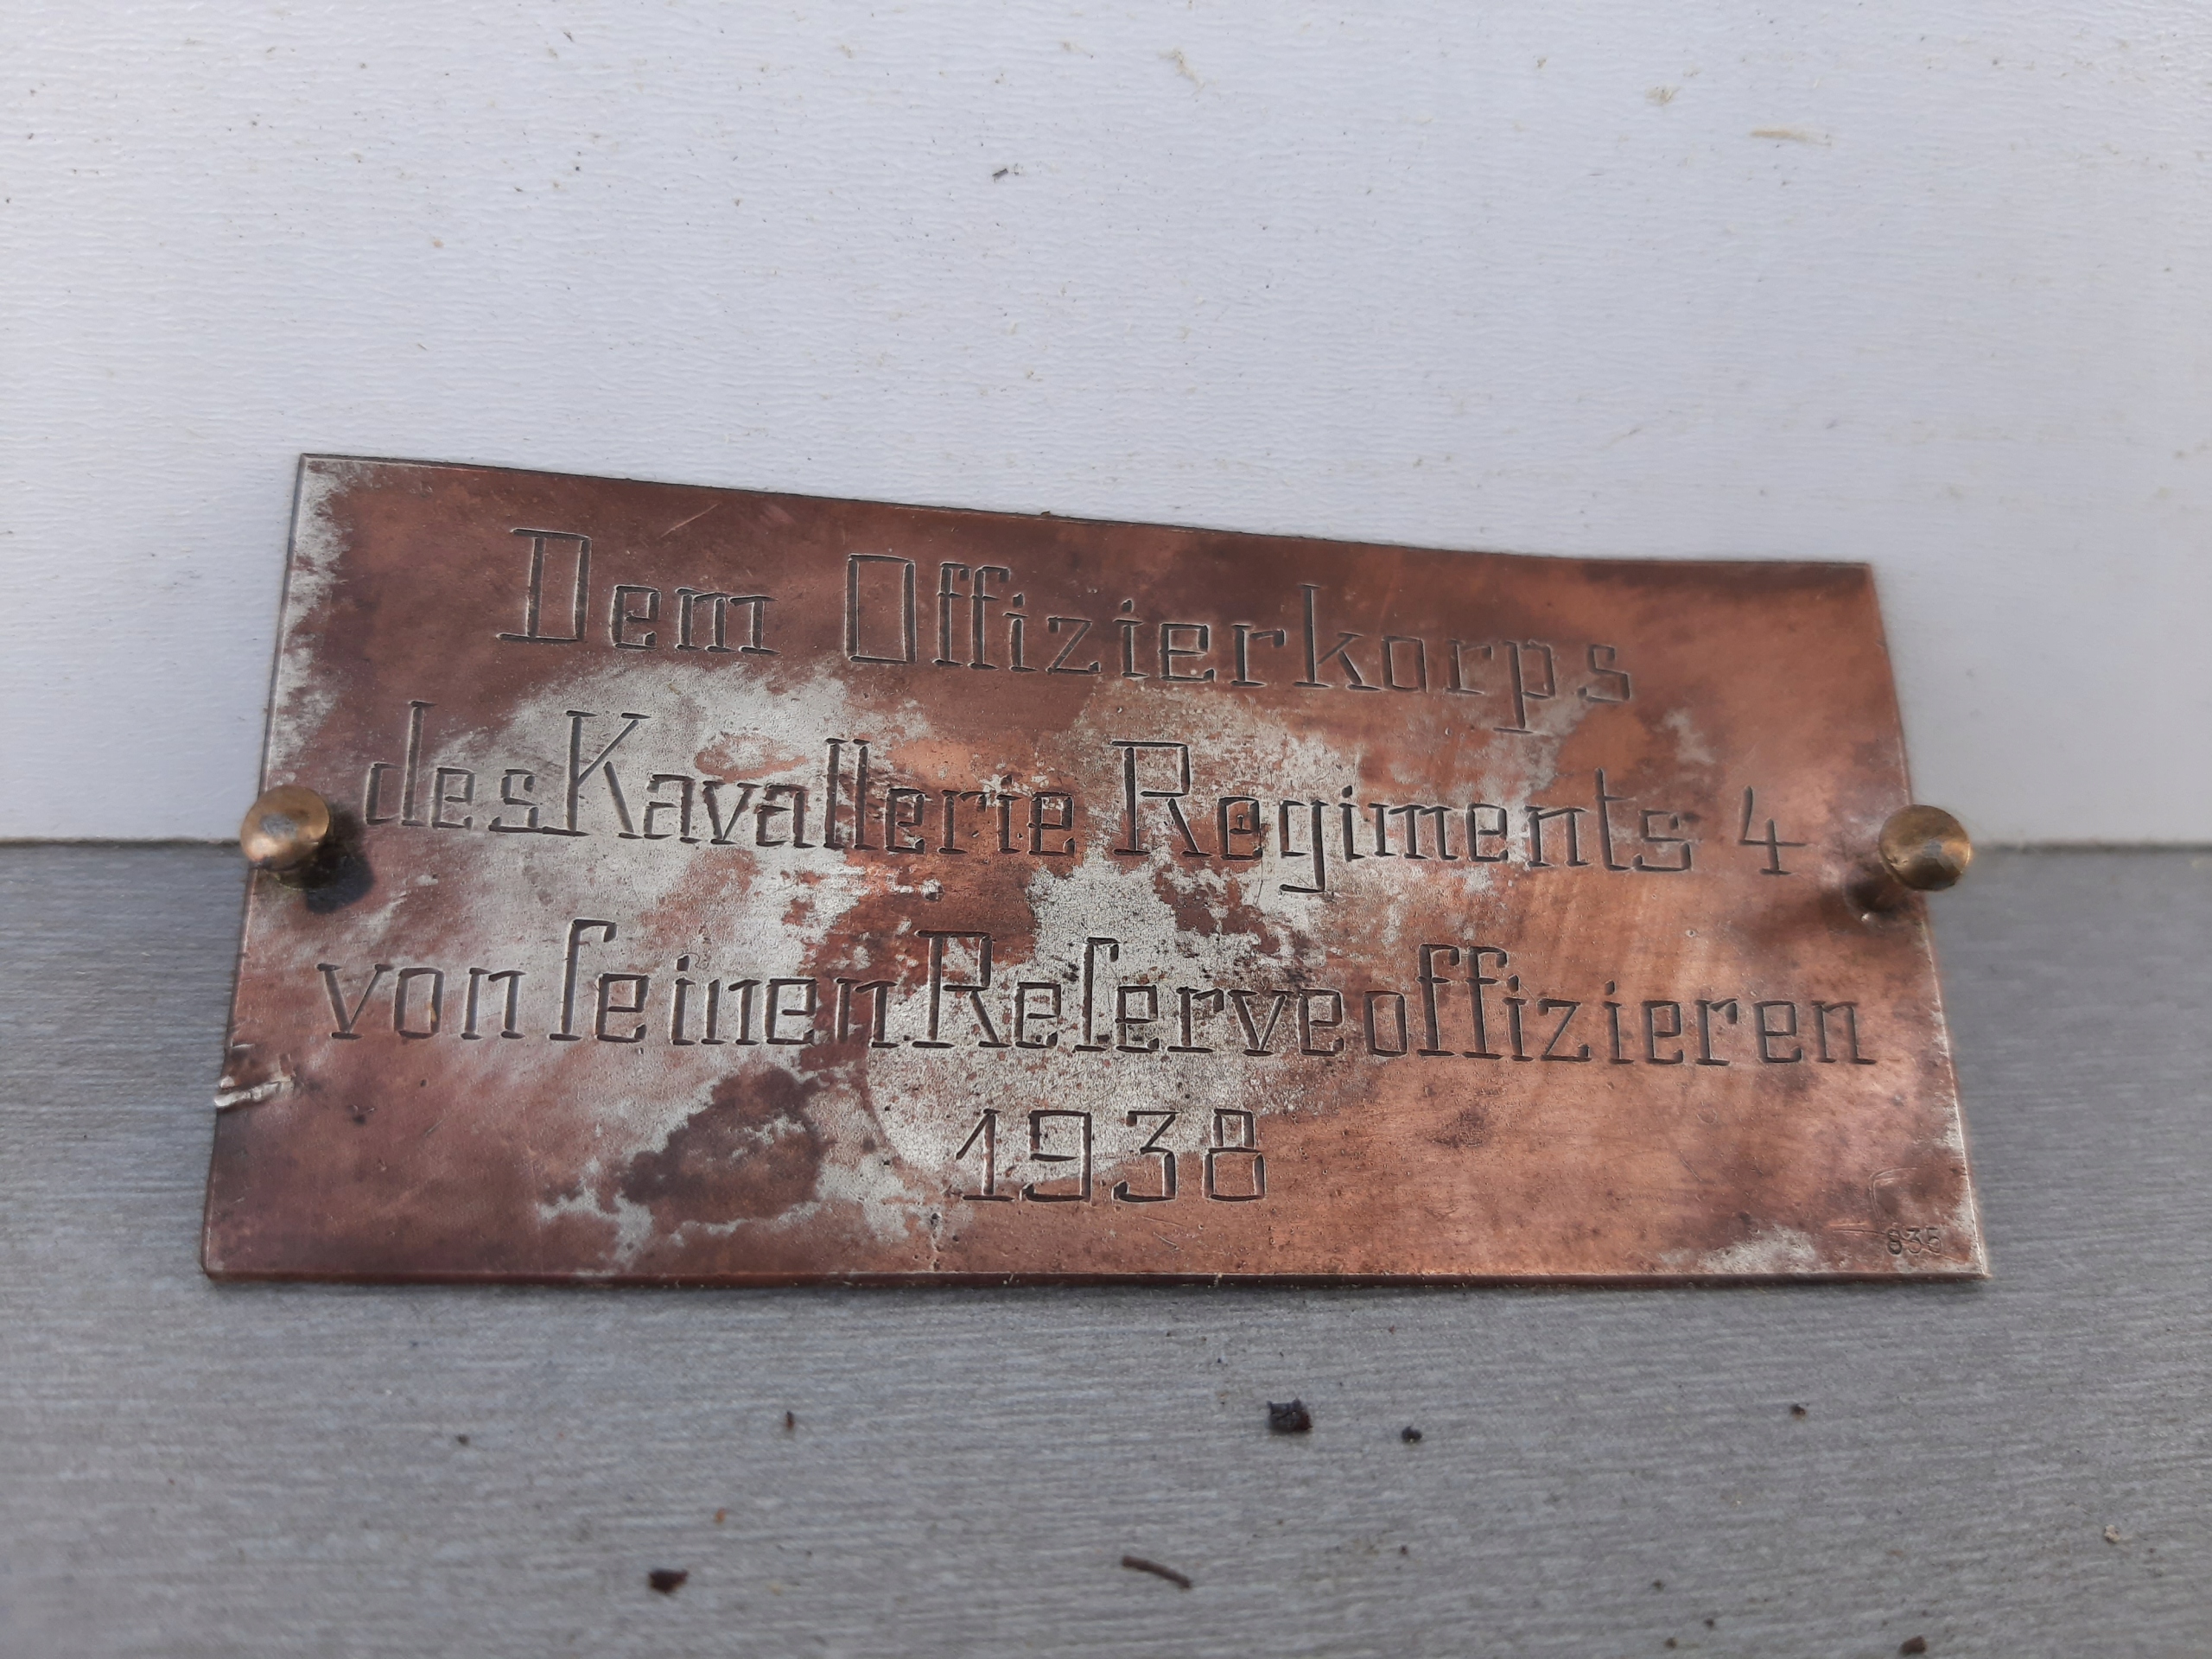 Dem Offizierkorps
des Kavallerie Regiments 4
von ſeinen Reſerveoffizieren
1938
835